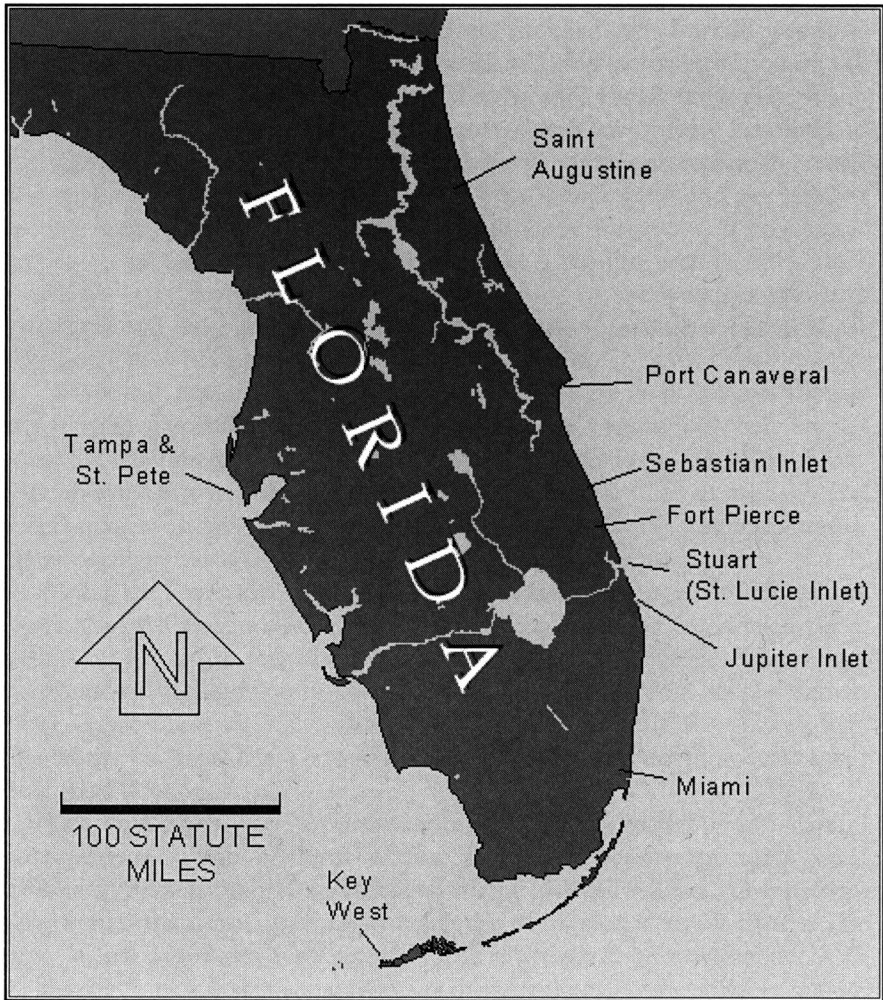 Saint
Augustine
FLORIDA
Port Canaveral
Tampa &
St. Pete
Sebastian Inlet
Fort Pierce
Stuart
(St. Lucie Inlet)
N
Jupiter Inlet
Miami
100 STATUTE
MILES
Key
West